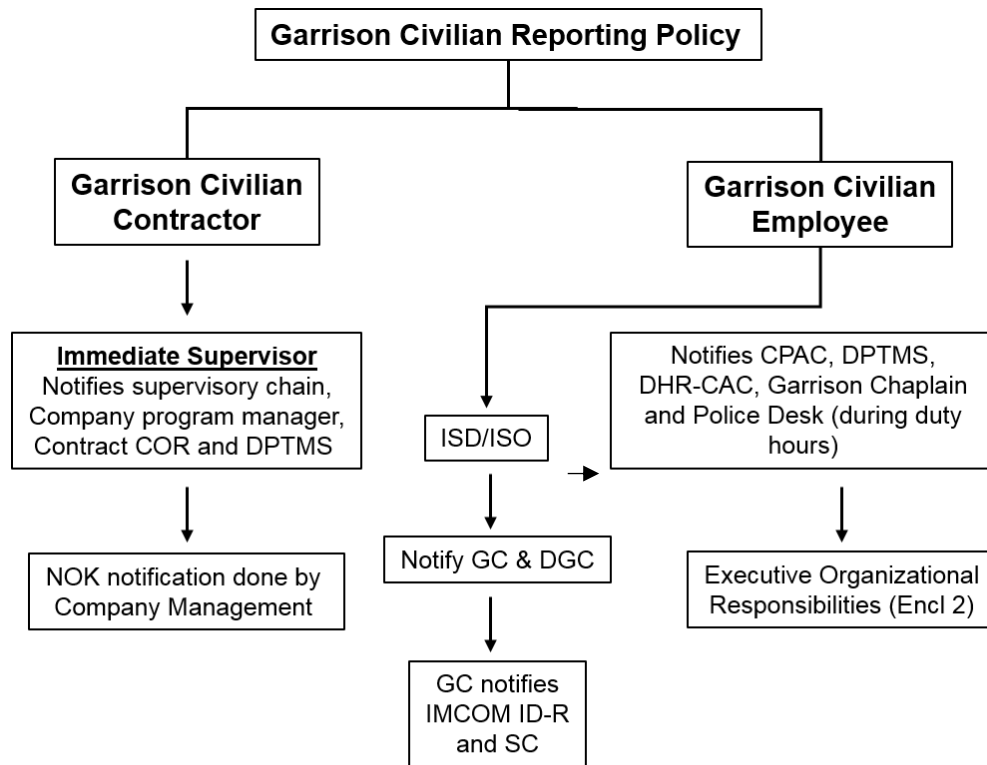 Garrison Civilian Reporting Policy
Garrison Civilian
Contractor
Garrison Civilian
Employee
Immediate Supervisor
Notifies supervisory chain,
Company program manager,
Contract COR and DPTMS
NOK notification done by
Company Management
ISD/ISO
Notify GC & DGC
GC notifies
IMCOM ID-R
and SC
Notifies CPAC, DPTMS,
DHR-CAC, Garrison Chaplain
and Police Desk (during duty
hours)
Executive Organizational
Responsibilities (Encl 2)